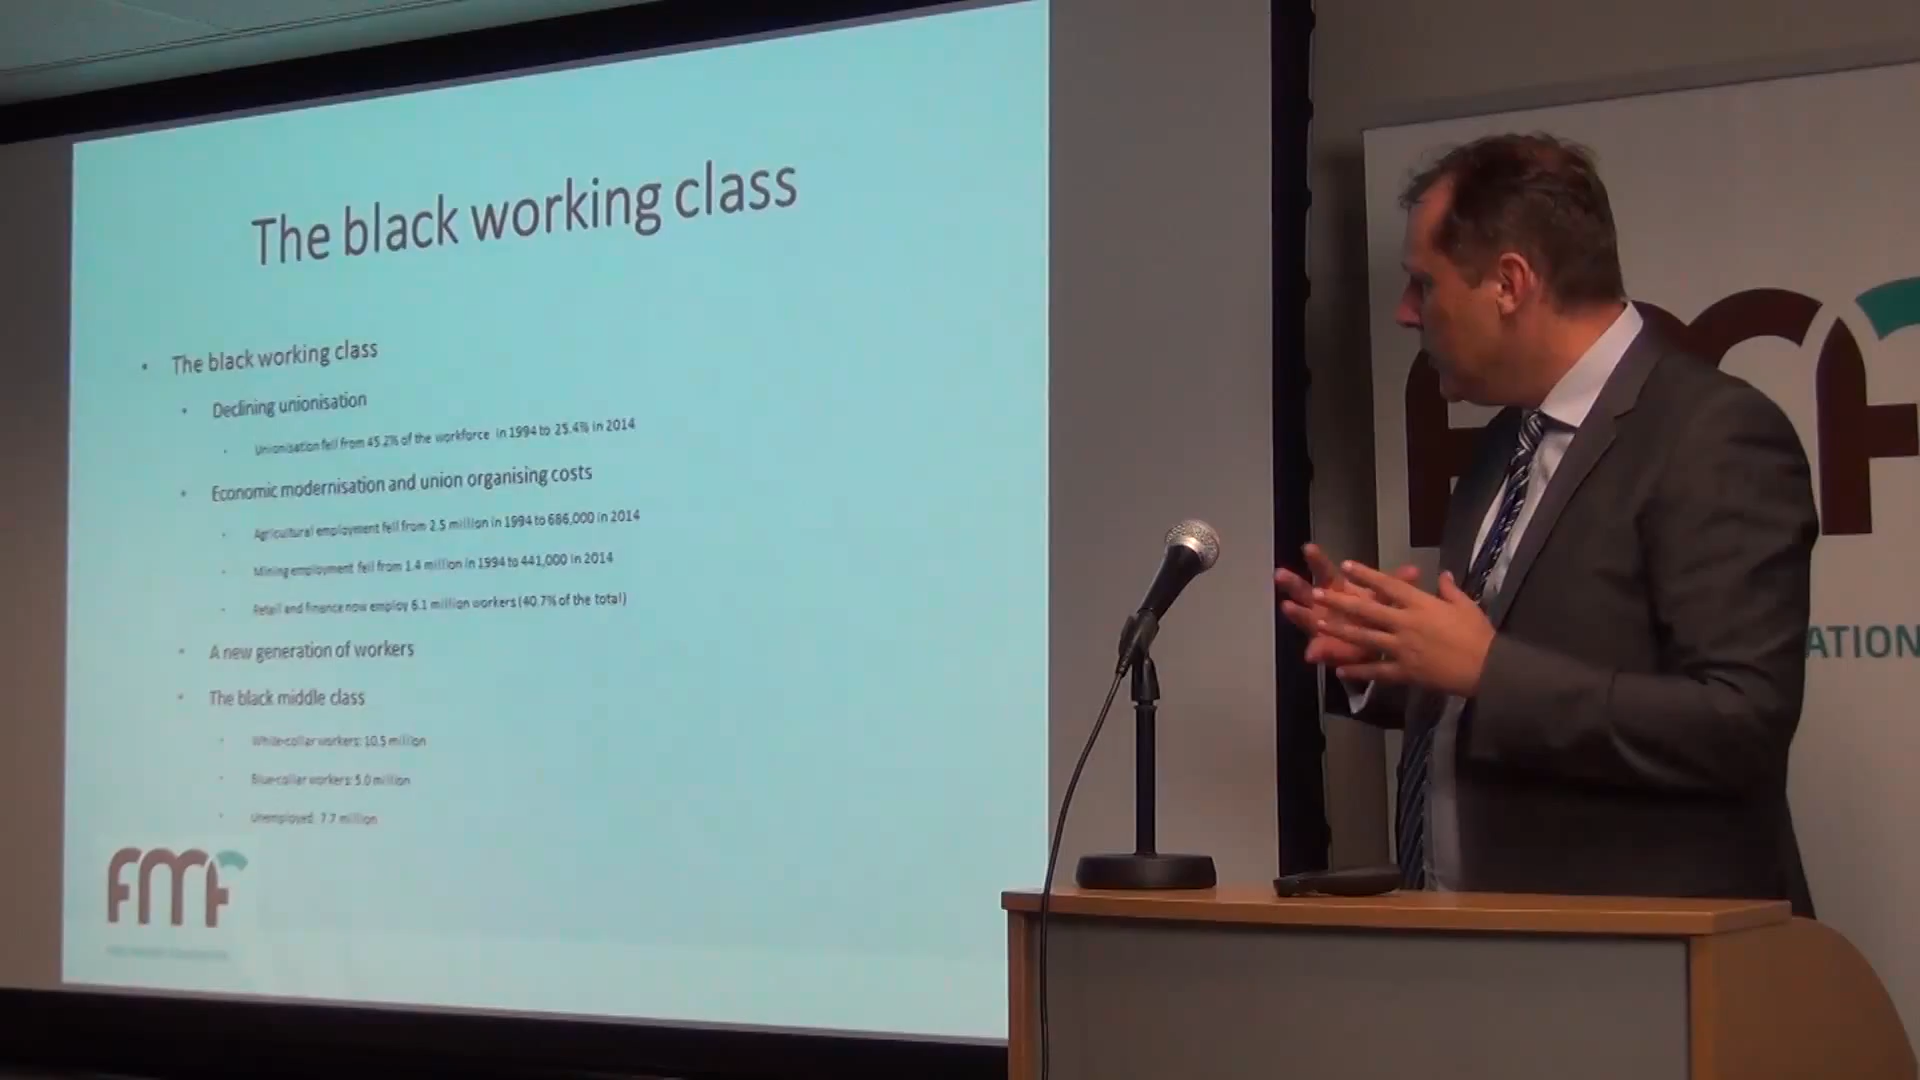 The black working class
• The black working class
• Declining unionisation
• Unionisation fell from 45.2% of the workforce in 1994 to 25.4% in 2014
• Economic modernisation and union organising costs
• Agricultural employment fell from 2.5 million in 1994 to 686,000 in 2014
• Mining employment fell from 1.4 million in 1994 to 441,000 in 2014
• Retail and finance now employ 6.1 million workers (40.7% of the total)
• A new generation of workers
• The black middle class
• White-collar workers: 10.5 million
• Blue-collar workers: 5.0 million
• Unemployed: 7.7 million
FMF
FMF
ATION